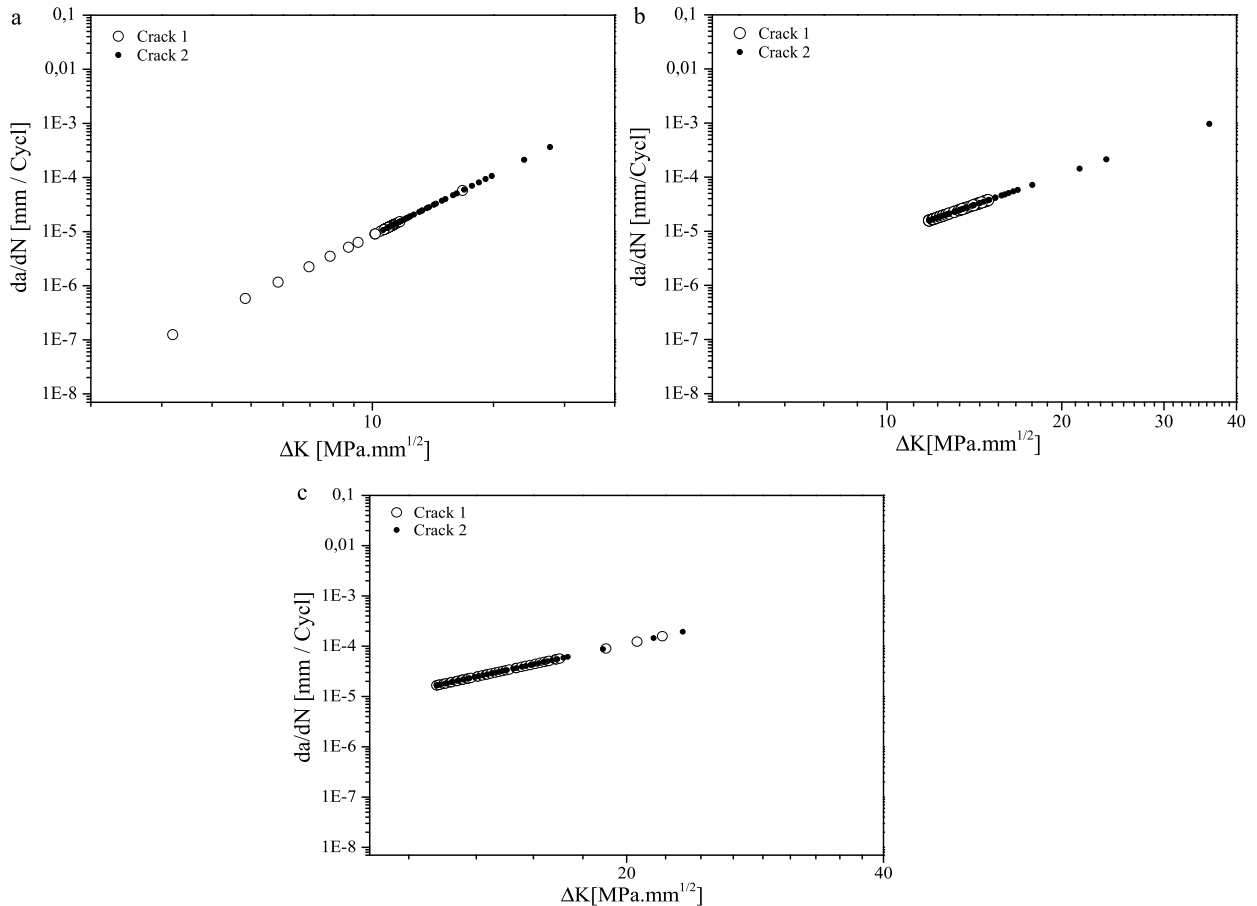 a
0,1
0,01
1E-3
1E-4
1E-5
1E-6
1E-7
1E-8
da/dN [mm / Cycl]
Crack 1
Crack 2
10
ΔK [MPa.mm^1/2]
b
0,1
0,01
1E-3
1E-4
1E-5
1E-6
1E-7
1E-8
da/dN [mm/Cycl]
Crack 1
Crack 2
10 20 30 40
ΔK[MPa.mm^1/2]
c
0,1
0,01
1E-3
1E-4
1E-5
1E-6
1E-7
1E-8
da/dN [mm / Cycl]
Crack 1
Crack 2
20 40
ΔK[MPa.mm^1/2]